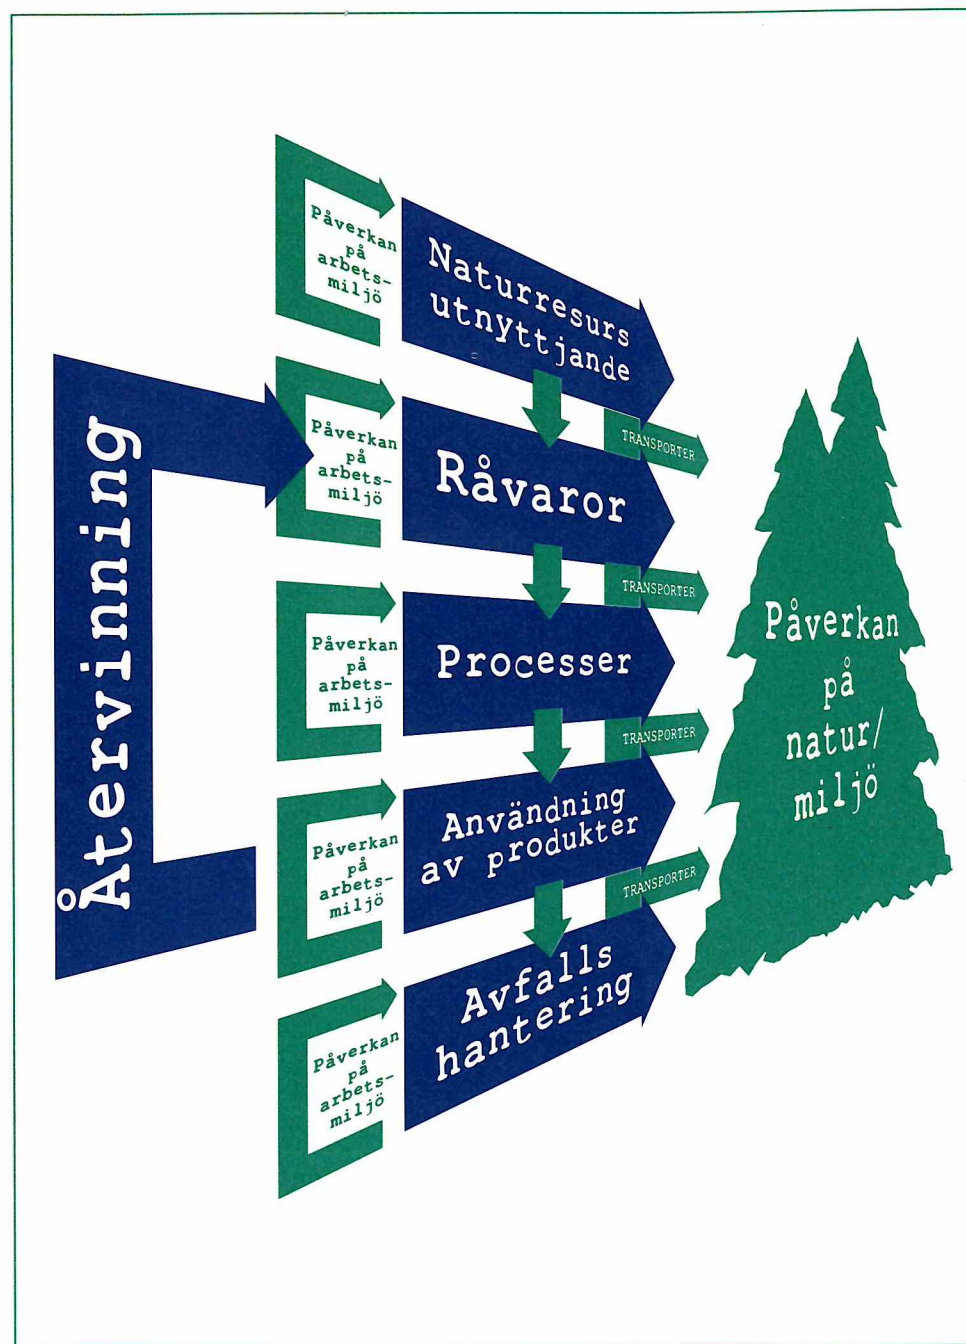 Återvinning
Påverkan
på
arbets-
miljö
Naturresurs
utnyttjande
TRANSPORTER
Påverkan
på
arbets-
miljö
Råvaror
TRANSPORTER
Påverkan
på
arbets-
miljö
Processer
TRANSPORTER
Påverkan
på
arbets-
miljö
Användning
av produkter
TRANSPORTER
Påverkan
på
arbets-
miljö
Avfalls
hantering
Påverkan
på
natur/
miljö